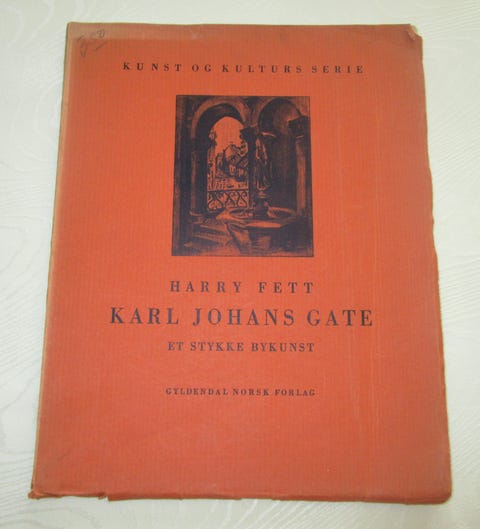 KUNST OG KULTURS SERIE
HARRY FETT
KARL JOHANS GATE
ET STYKKE BYKUNST
GYLDENDAL NORSK FORLAG